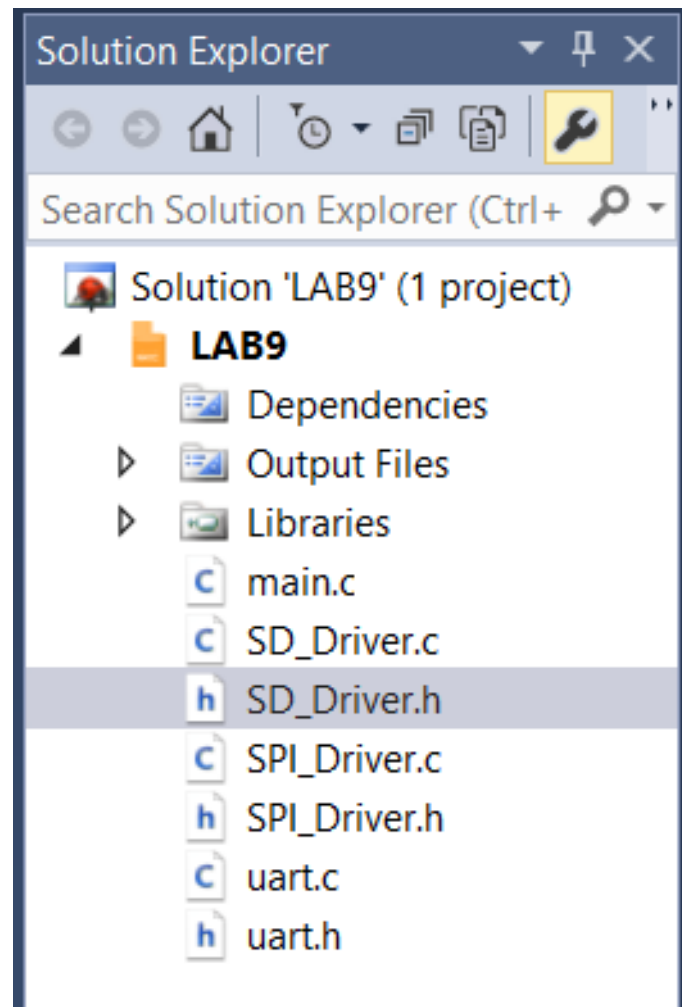 Solution Explorer
Search Solution Explorer (Ctrl+
Solution 'LAB9' (1 project)
LAB9
Dependencies
Output Files
Libraries
C main.c
C SD_Driver.c
h SD_Driver.h
C SPI_Driver.c
h SPI_Driver.h
C uart.c
h uart.h